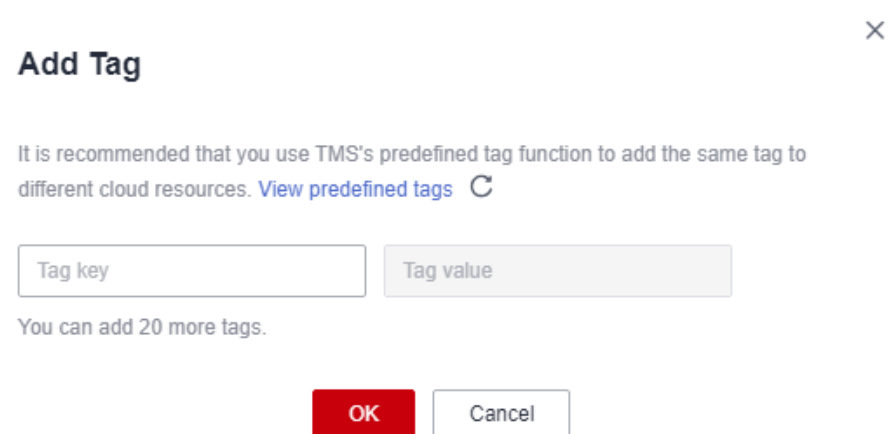 Add Tag
It is recommended that you use TMS's predefined tag function to add the same tag to
different cloud resources. View predefined tags
Tag key Tag value
You can add 20 more tags.
OK Cancel